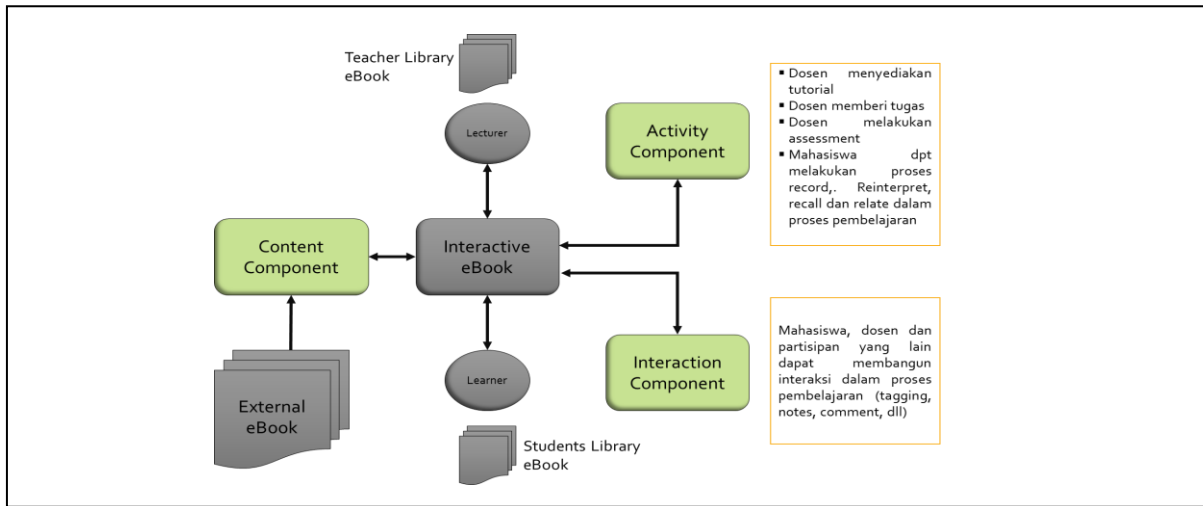 Teacher Library
eBook
Lecturer
Activity
Component
▪ Dosen menyediakan
tutorial
▪ Dosen memberi tugas
▪ Dosen melakukan
assessment
▪ Mahasiswa dpt
melakukan proses
record,. Reinterpret,
recall dan relate dalam
proses pembelajaran
Content
Component
Interactive
eBook
External
eBook
Learner
Students Library
eBook
Interaction
Component
Mahasiswa, dosen dan
partisipan yang lain
dapat membangun
interaksi dalam proses
pembelajaran (tagging,
notes, comment, dll)